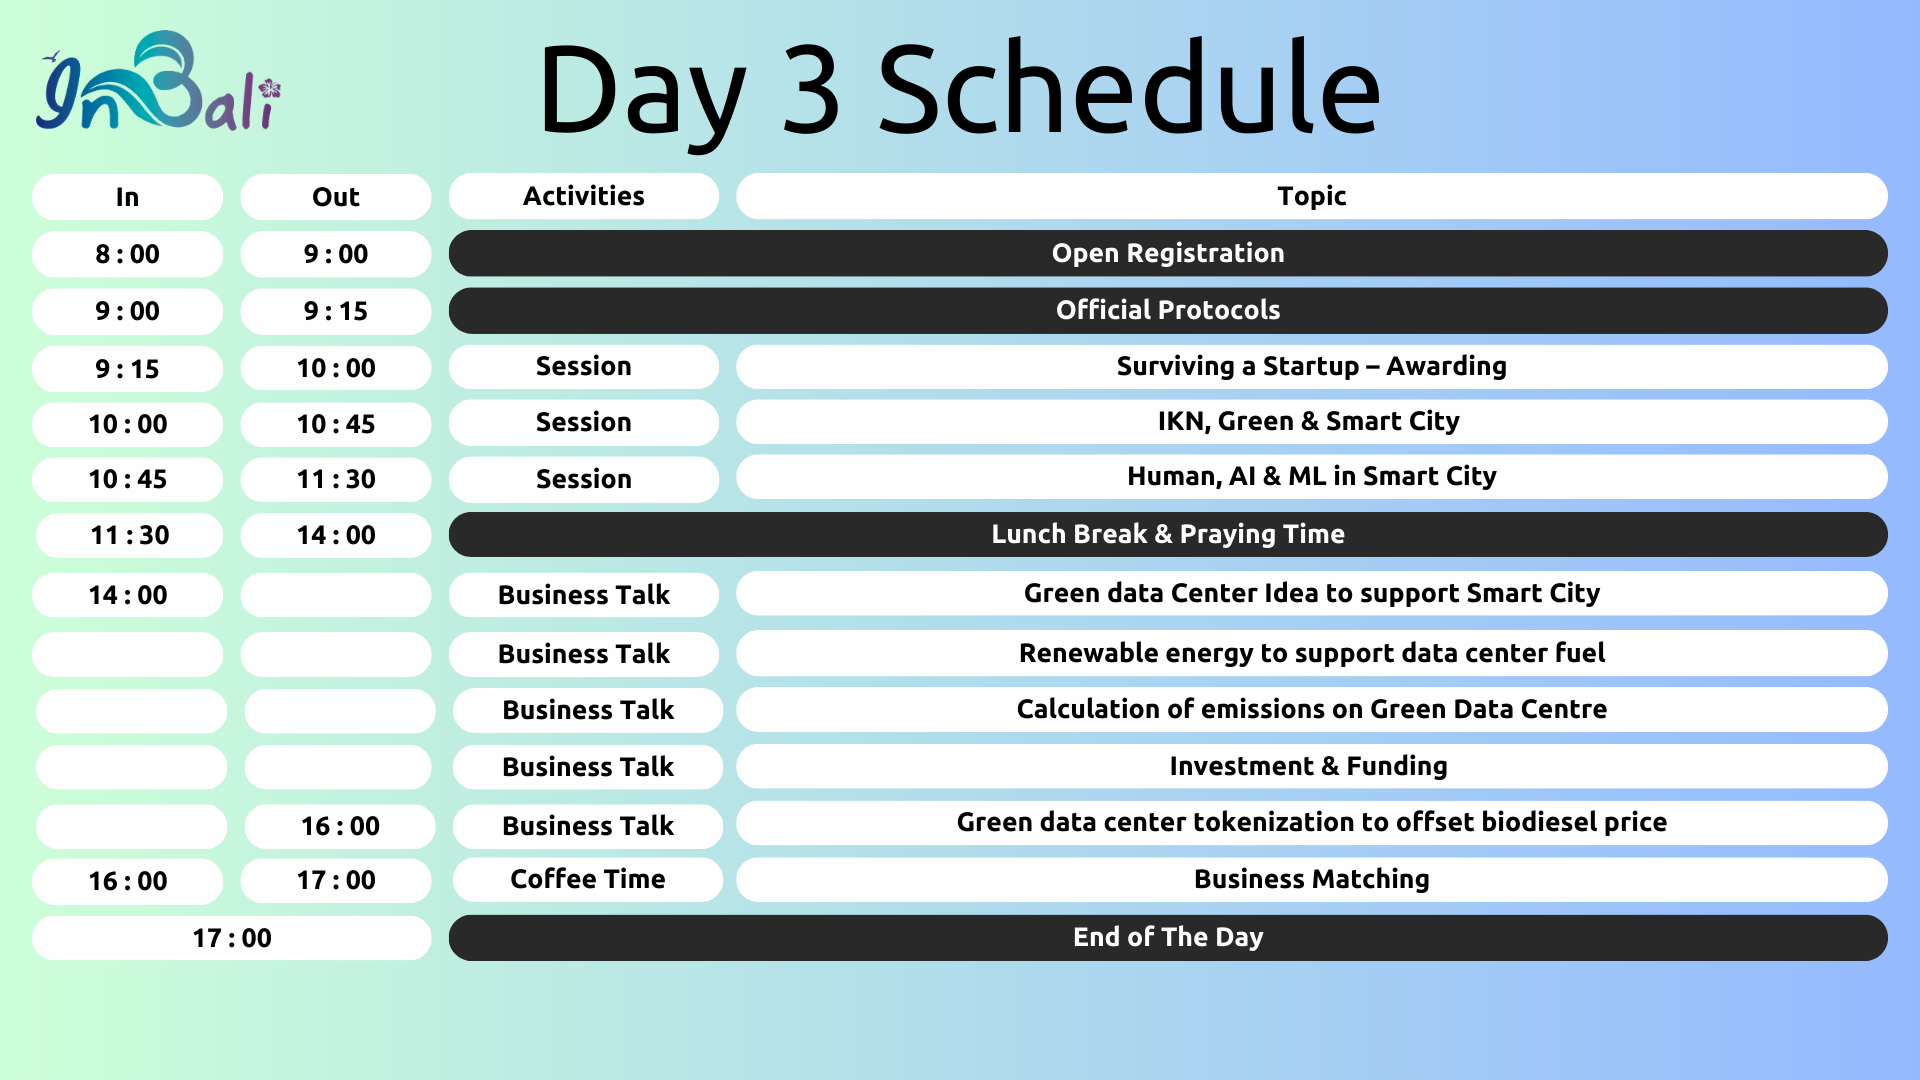 InBali
Day 3 Schedule
In Out Activities Topic
8 : 00 9 : 00 Open Registration
9 : 00 9 : 15 Official Protocols
9 : 15 10 : 00 Session Surviving a Startup – Awarding
10 : 00 10 : 45 Session IKN, Green & Smart City
10 : 45 11 : 30 Session Human, AI & ML in Smart City
11 : 30 14 : 00 Lunch Break & Praying Time
14 : 00 Business Talk Green data Center Idea to support Smart City
Business Talk Renewable energy to support data center fuel
Business Talk Calculation of emissions on Green Data Centre
Business Talk Investment & Funding
16 : 00 Business Talk Green data center tokenization to offset biodiesel price
16 : 00 17 : 00 Coffee Time Business Matching
17 : 00 End of The Day